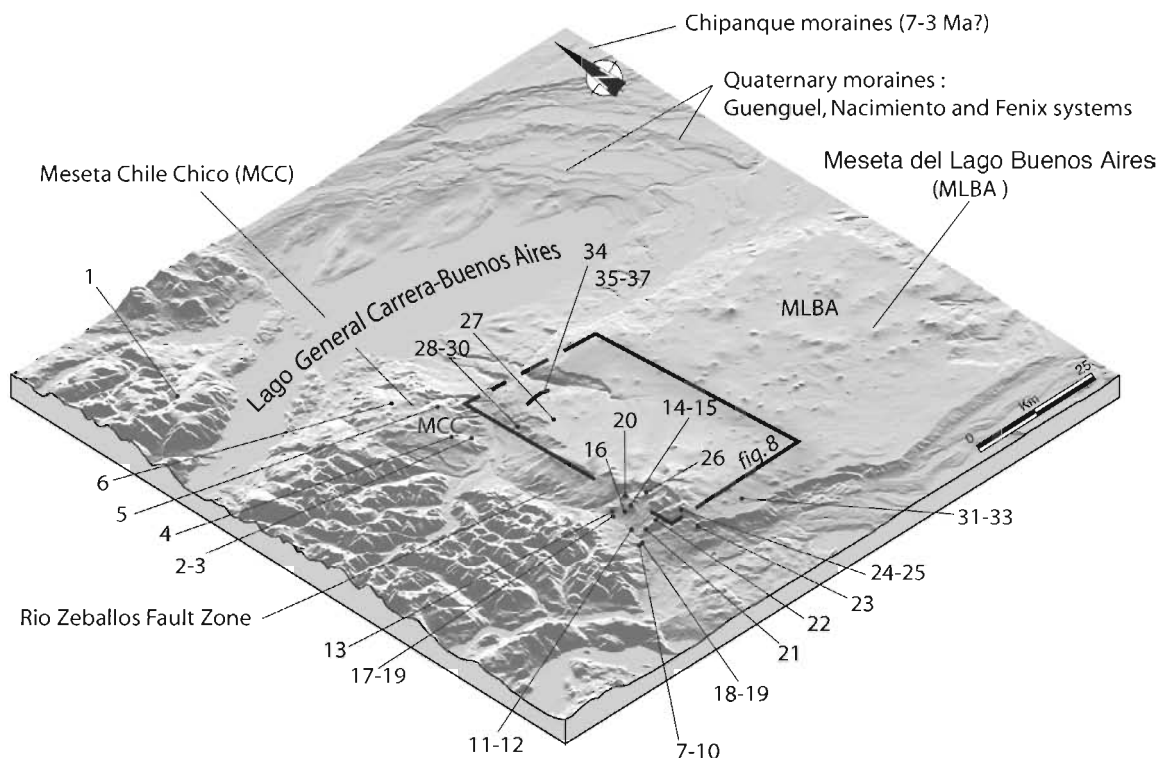 Chipanque moraines (7-3 Ma?)
Quaternary moraines :
Guenguel, Nacimiento and Fenix systems
Meseta Chile Chico (MCC)
Meseta del Lago Buenos Aires
(MLBA )
1
Lago General Carrera-Buenos Aires
34
35-37
27
28-30
MLBA
MCC
20
14-15
16
26
fig.8
0
Km
25
6
5
4
2-3
31-33
24-25
23
22
21
Rio Zeballos Fault Zone
13
17-19
18-19
11-12
7-10